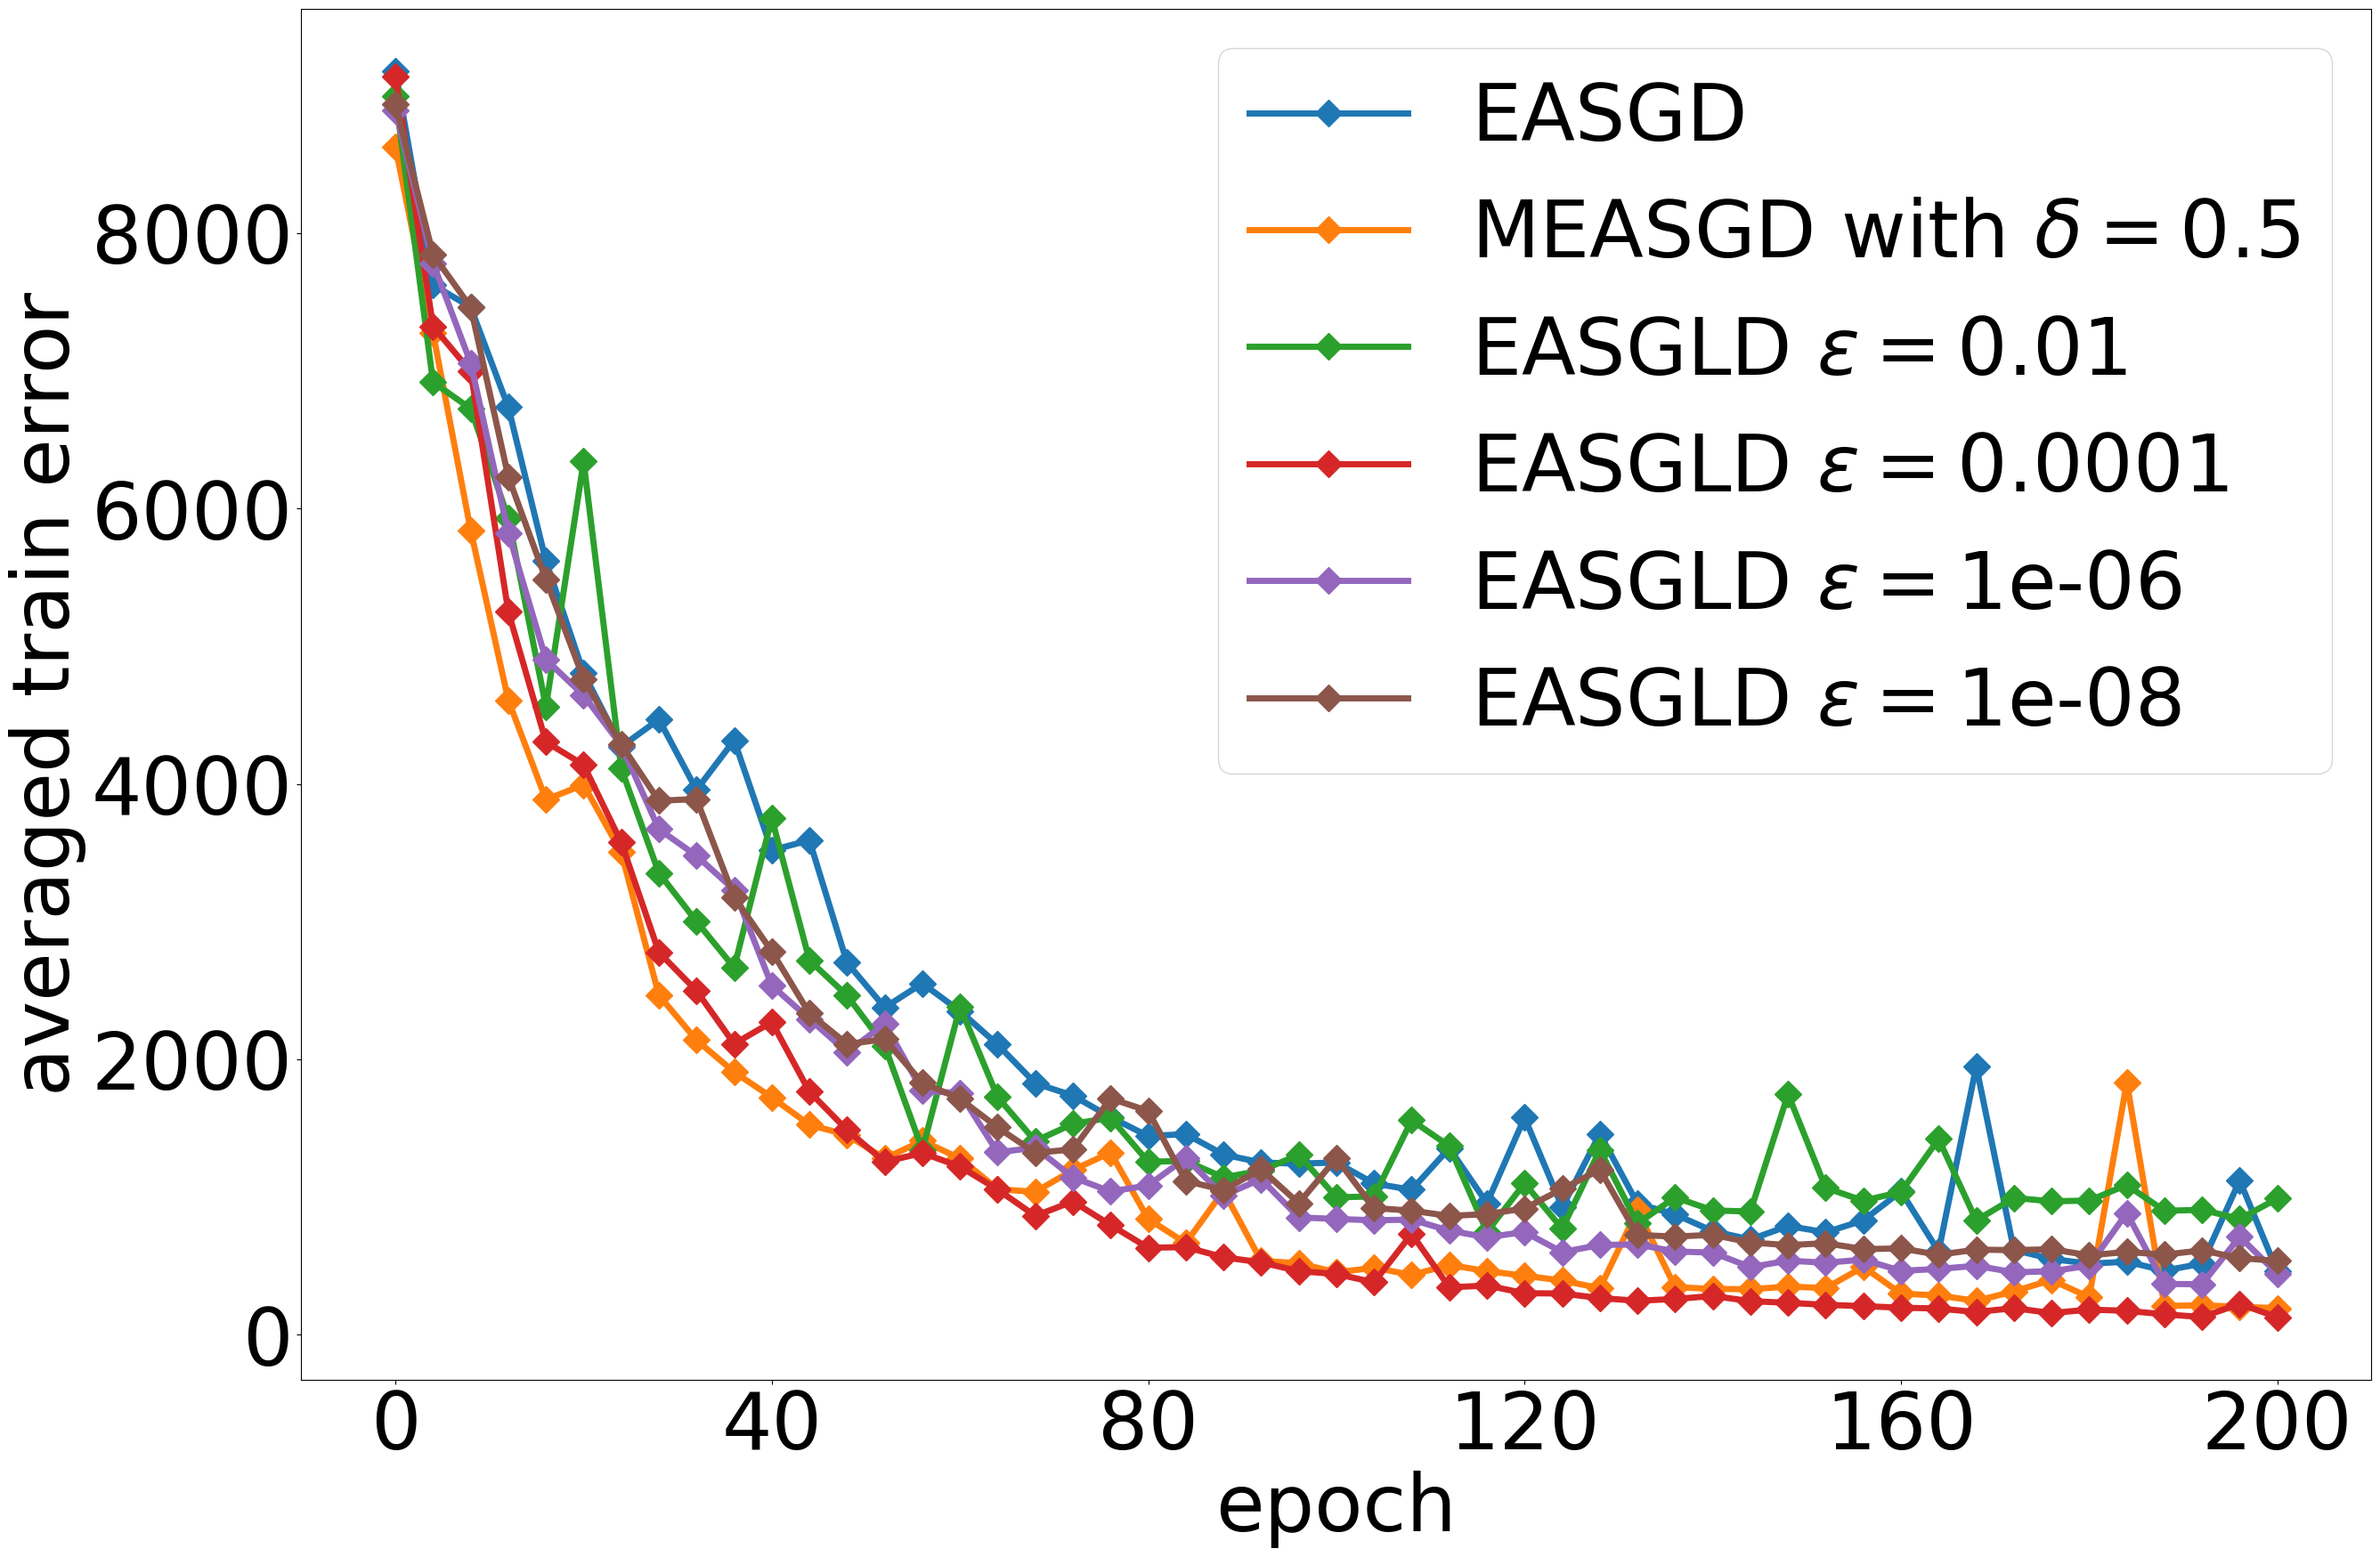 averaged train error
8000
6000
4000
2000
0
0 40 80 120 160 200
epoch
EASGD
MEASGD with δ = 0.5
EASGLD ε = 0.01
EASGLD ε = 0.0001
EASGLD ε = 1e-06
EASGLD ε = 1e-08